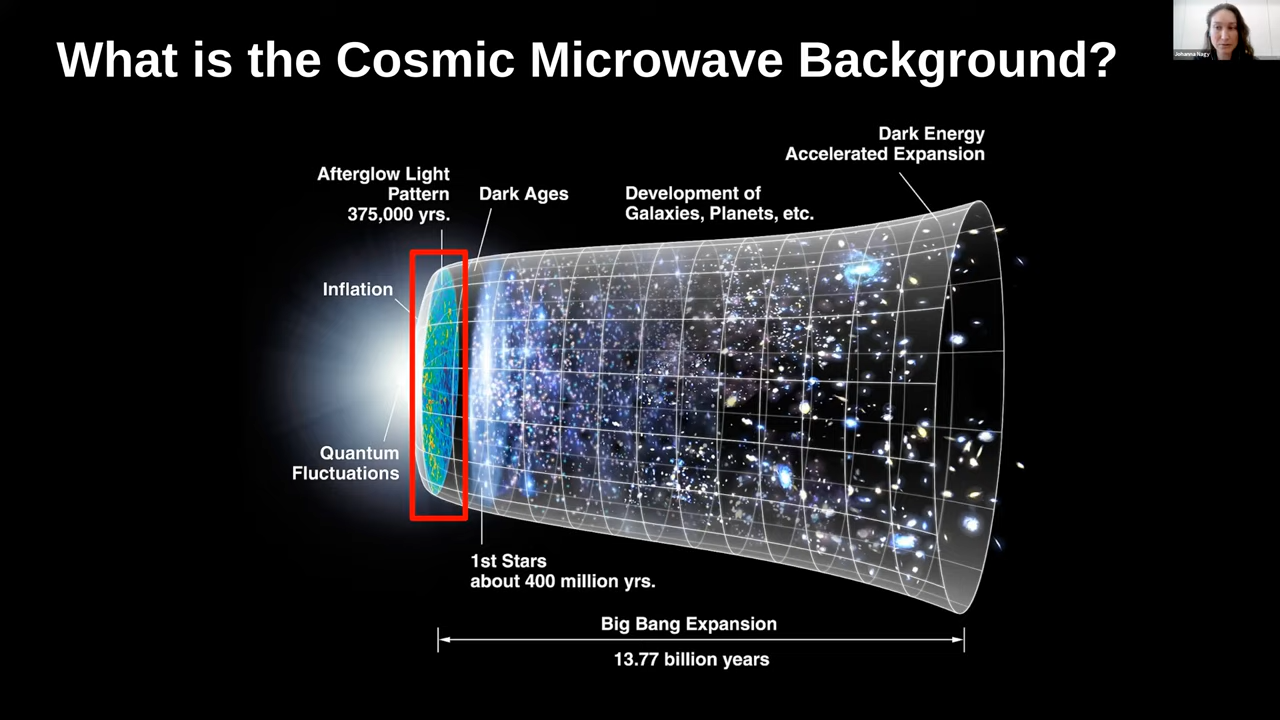 What is the Cosmic Microwave Background?
Johanna Nagy
Dark Energy
Accelerated Expansion
Afterglow Light
Pattern
375,000 yrs.
Dark Ages
Development of
Galaxies, Planets, etc.
Inflation
Quantum
Fluctuations
1st Stars
about 400 million yrs.
Big Bang Expansion
13.77 billion years